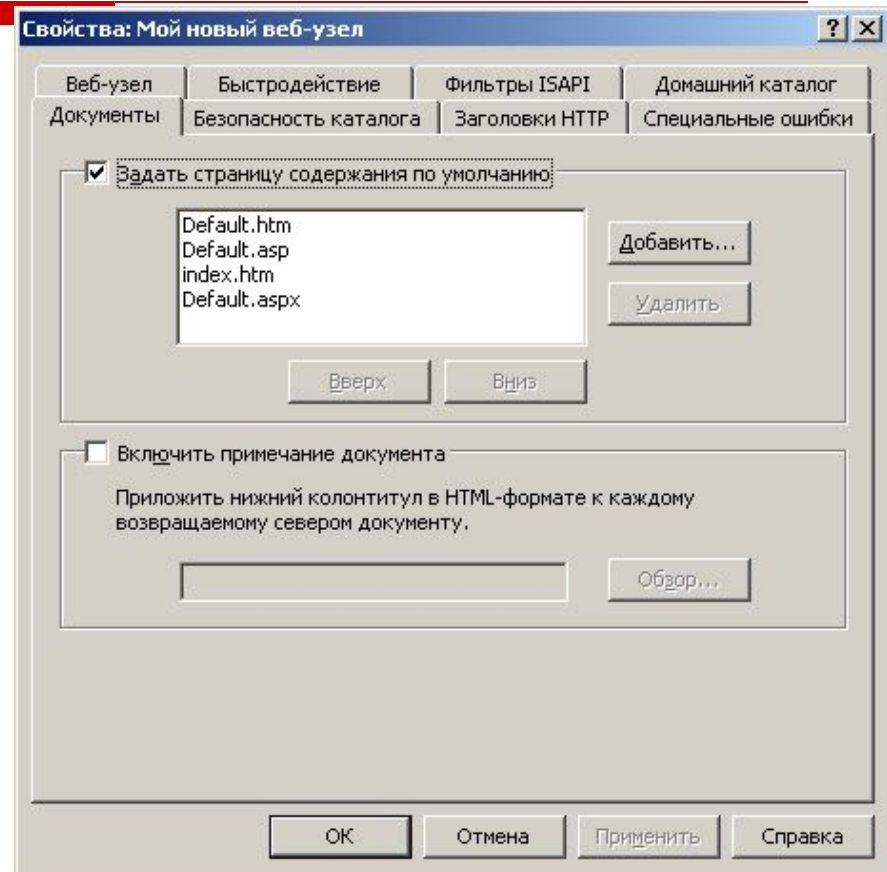 Свойства: Мой новый веб-узел
Веб-узел Быстродействие Фильтры ISAPI Домашний каталог
Документы Безопасность каталога Заголовки HTTP Специальные ошибки
Задать страницу содержания по умолчанию
Default.htm
Default.asp
index.htm
Default.aspx
Добавить...
Удалить
Вверх Вниз
Включить примечание документа
Приложить нижний колонтитул в HTML-формате к каждому
возвращаемому севером документу.
Обзор...
ОК Отмена Применить Справка